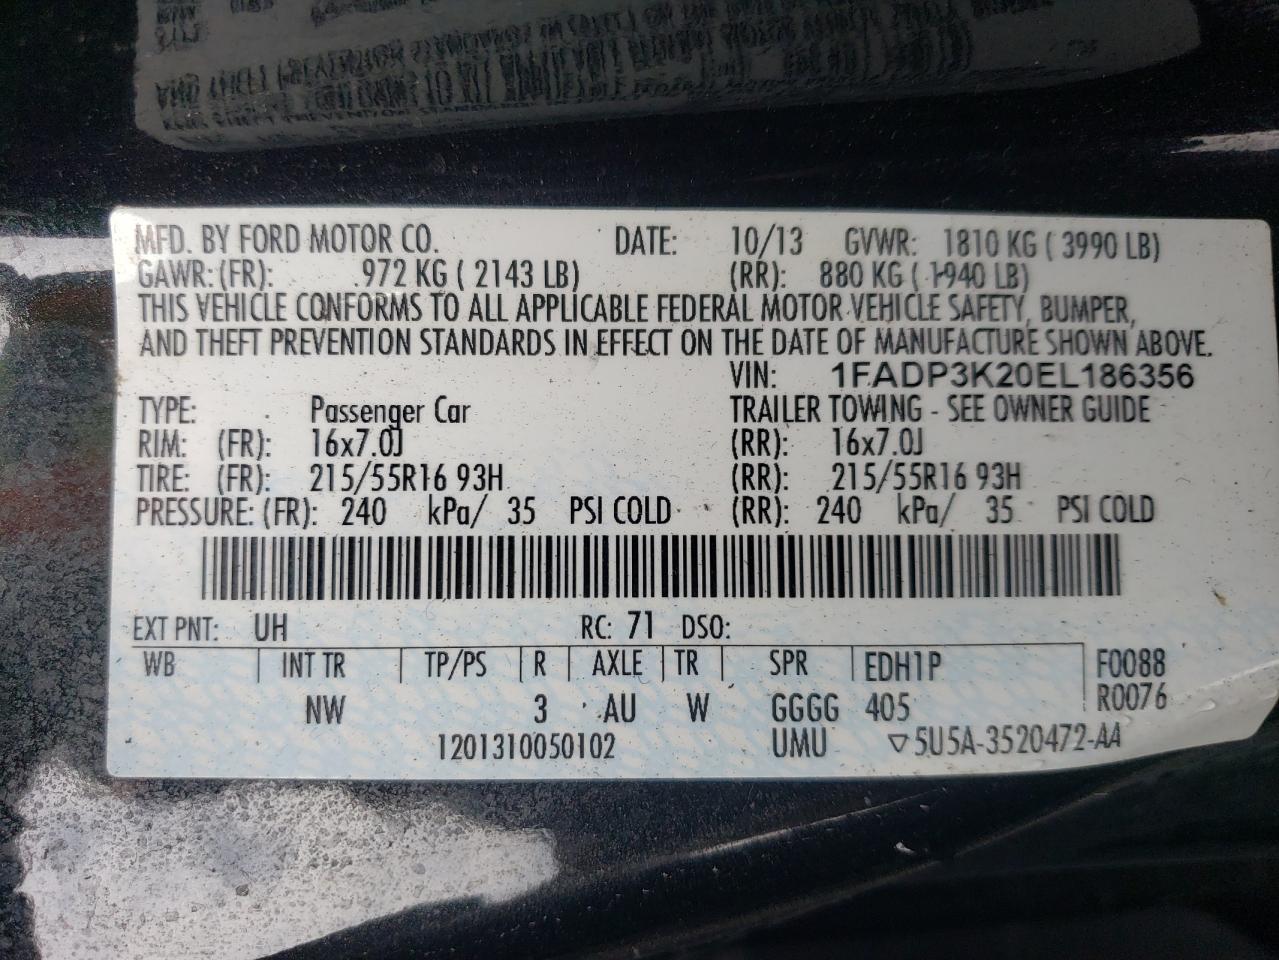 MFD. BY FORD MOTOR CO. DATE: 10/13 GVWR: 1810 KG ( 3990 LB)
GAWR: (FR): 972 KG ( 2143 LB) (RR): 880 KG ( 1940 LB)
THIS VEHICLE CONFORMS TO ALL APPLICABLE FEDERAL MOTOR VEHICLE SAFETY, BUMPER,
AND THEFT PREVENTION STANDARDS IN EFFECT ON THE DATE OF MANUFACTURE SHOWN ABOVE.
VIN: 1FADP3K20EL186356
TYPE: Passenger Car TRAILER TOWING - SEE OWNER GUIDE
RIM: (FR): 16x7.0J (RR): 16x7.0J
TIRE: (FR): 215/55R16 93H (RR): 215/55R16 93H
PRESSURE: (FR): 240 kPa/ 35 PSI COLD (RR): 240 kPa/ 35 PSI COLD
EXT PNT: UH RC: 71 DSO:
WB INT TR TP/PS R AXLE TR SPR EDH1P F0088
NW 3 AU W GGGG 405 R0076
1201310050102 UMU ▽5U5A-3520472-AA